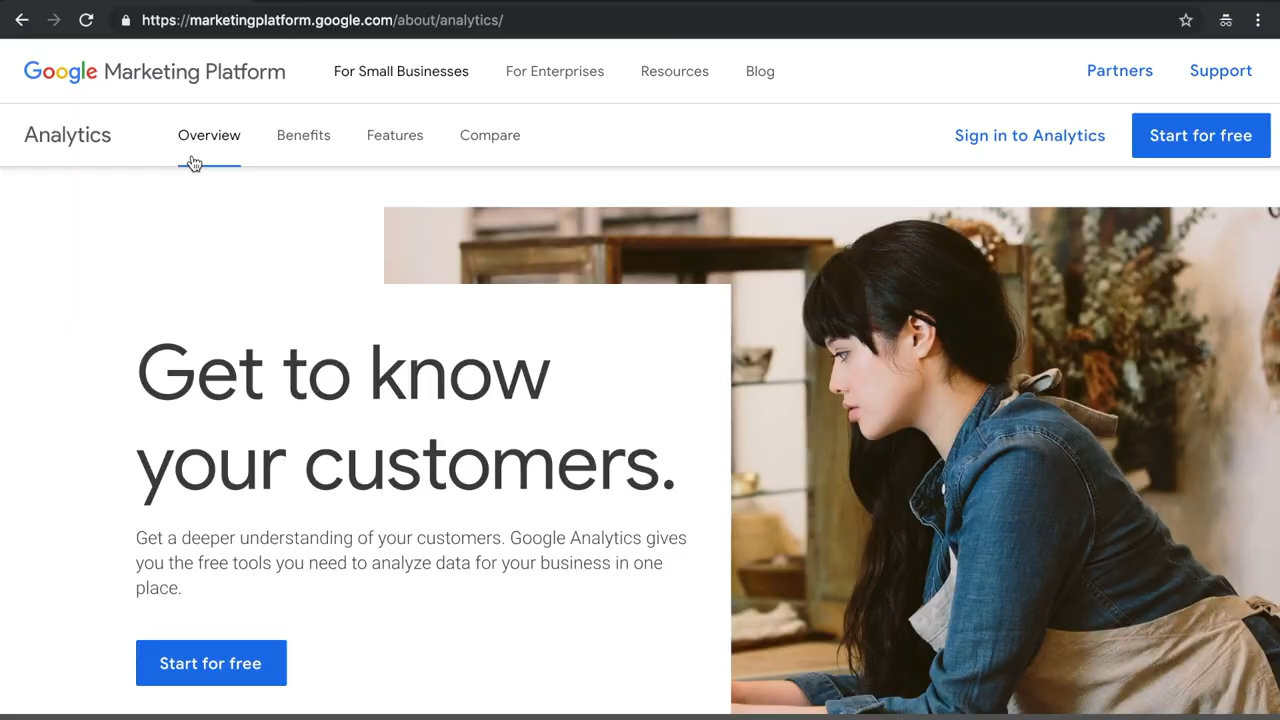 https://marketingplatform.google.com/about/analytics/
Google Marketing Platform For Small Businesses For Enterprises Resources Blog Partners Support
Analytics Overview Benefits Features Compare Sign in to Analytics Start for free
Get to know
your customers.
Get a deeper understanding of your customers. Google Analytics gives
you the free tools you need to analyze data for your business in one
place.
Start for free